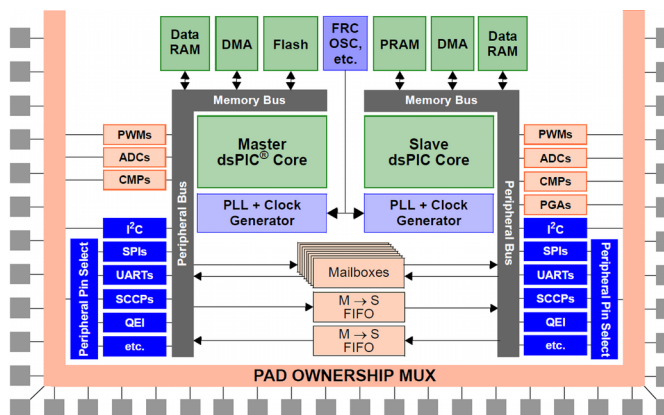 Data
RAM
DMA
Flash
FRC
OSC,
etc.
PRAM
DMA
Data
RAM
Memory Bus
Memory Bus
Master
dsPIC® Core
Slave
dsPIC Core
PLL + Clock
Generator
PLL + Clock
Generator
Peripheral Bus
Peripheral Bus
PWMs
ADCs
CMPs
I²C
SPIs
UARTs
SCCPs
QEI
etc.
Peripheral Pin Select
Mailboxes
M → S
FIFO
M → S
FIFO
PWMs
ADCs
CMPs
PGAs
I²C
SPIs
UARTs
SCCPs
QEI
etc.
Peripheral Pin Select
PAD OWNERSHIP MUX